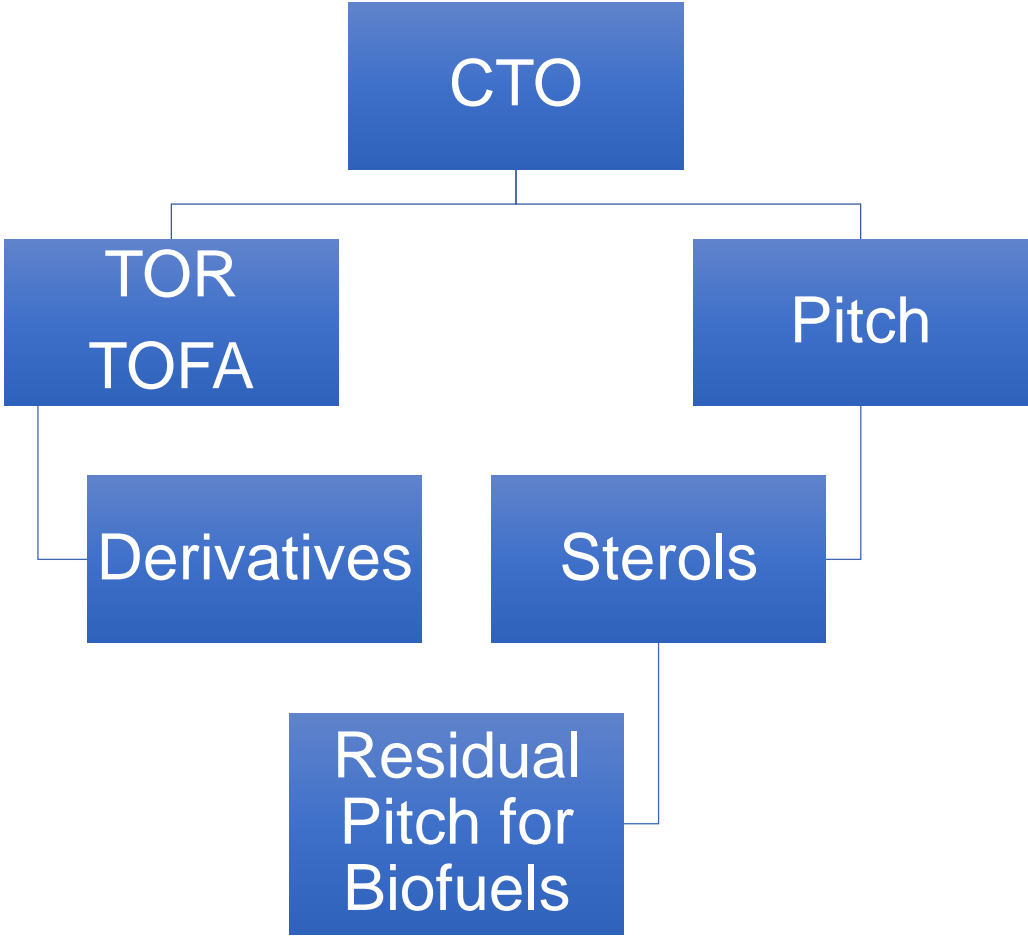 CTO
TOR
TOFA
Pitch
Derivatives
Sterols
Residual
Pitch for
Biofuels